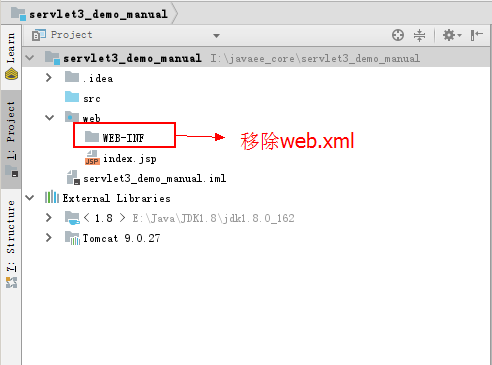 servlet3_demo_manual
Learn
1: Project
7: Structure
Project
servlet3_demo_manual I:\javaee_core\servlet3_demo_manual
.idea
src
web
WEB-INF
移除web.xml
JSP index.jsp
servlet3_demo_manual.iml
External Libraries
< 1.8 > E:\Java\JDK1.8\jdk1.8.0_162
Tomcat 9.0.27